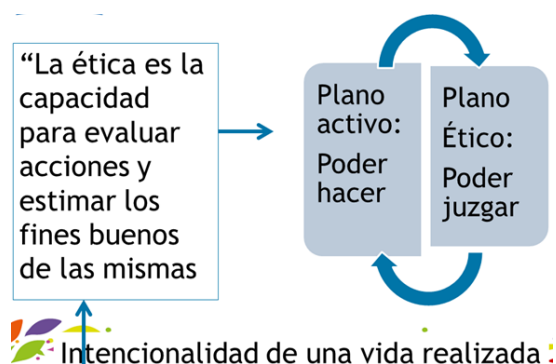 “La ética es la
capacidad
para evaluar
acciones y
estimar los
fines buenos
de las mismas
Plano
activo:
Poder
hacer
Plano
Ético:
Poder
juzgar
Intencionalidad de una vida realizada